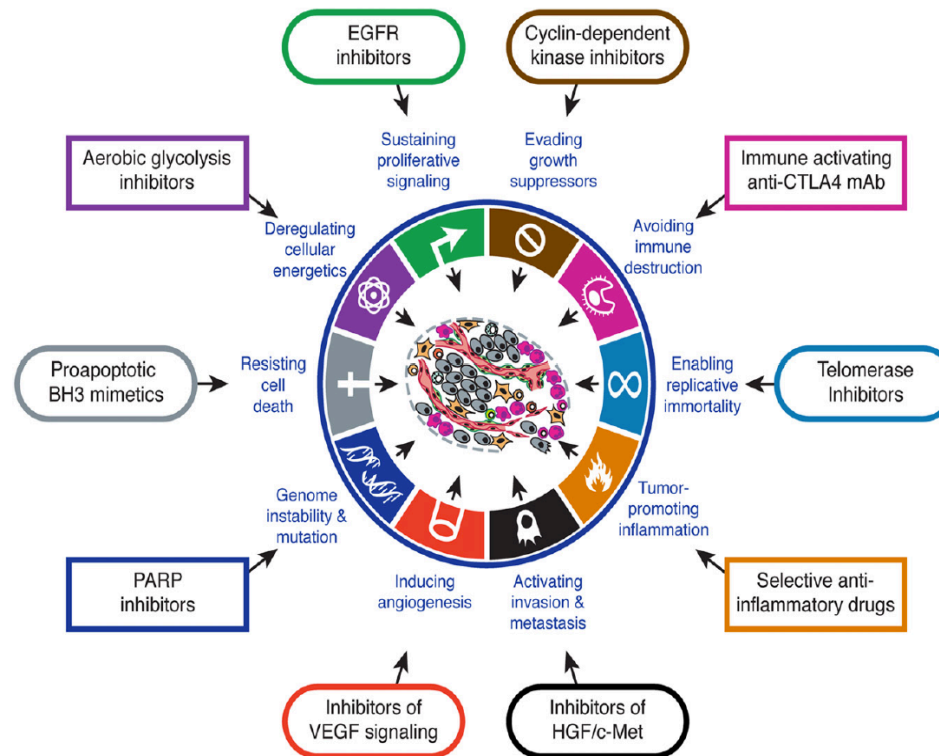 EGFR
inhibitors
Cyclin-dependent
kinase inhibitors
Sustaining
proliferative
signaling
Evading
growth
suppressors
Aerobic glycolysis
inhibitors
Immune activating
anti-CTLA4 mAb
Deregulating
cellular
energetics
Avoiding
immune
destruction
Proapoptotic
BH3 mimetics
Resisting
cell
death
Enabling
replicative
immortality
Telomerase
Inhibitors
Genome
instability &
mutation
Tumor-
promoting
inflammation
PARP
inhibitors
Inducing
angiogenesis
Activating
invasion &
metastasis
Selective anti-
inflammatory drugs
Inhibitors of
VEGF signaling
Inhibitors of
HGF/c-Met